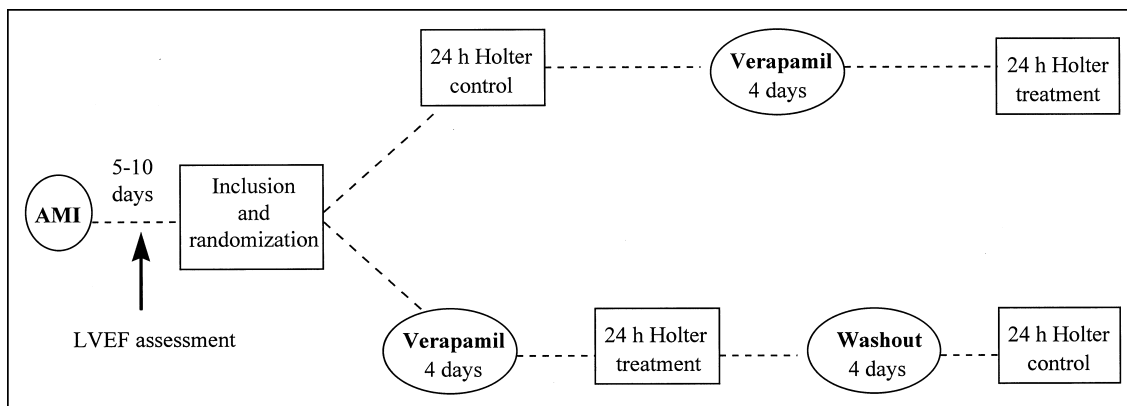 24 h Holter
control
Verapamil
4 days
24 h Holter
treatment
5-10
days
AMI
Inclusion
and
randomization
LVEF assessment
Verapamil
4 days
24 h Holter
treatment
Washout
4 days
24 h Holter
control